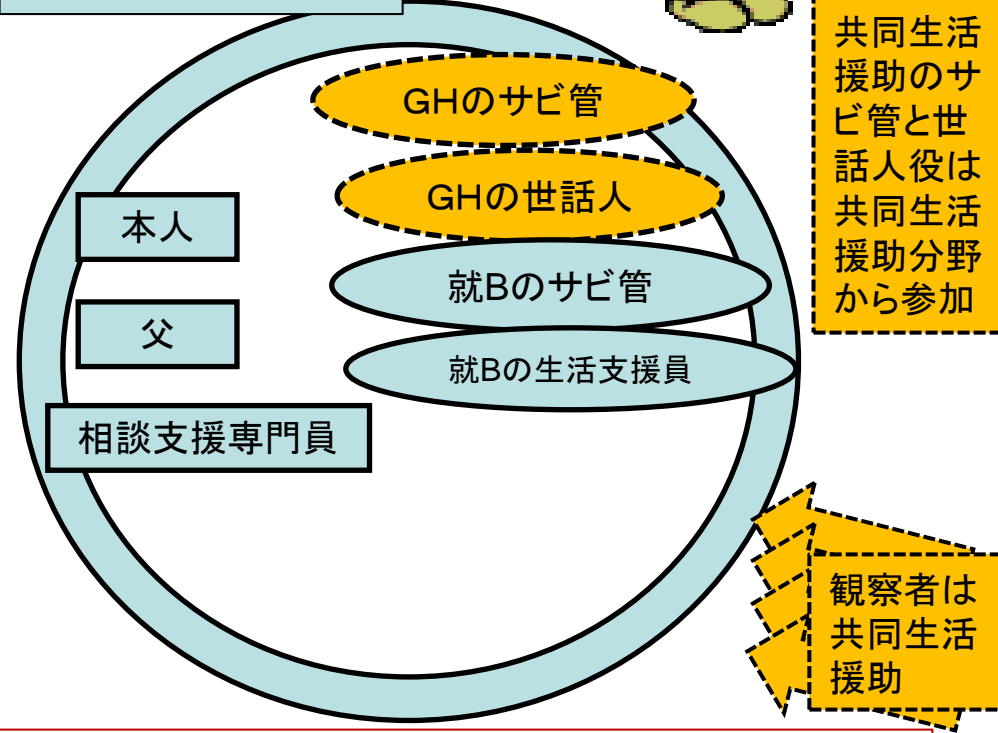 GHのサビ管
GHの世話人
就Bのサビ管
就Bの生活支援員
本人
父
相談支援専門員
共同生活
援助のサ
ビ管と世
話人役は
共同生活
援助分野
から参加
観察者は
共同生活
援助